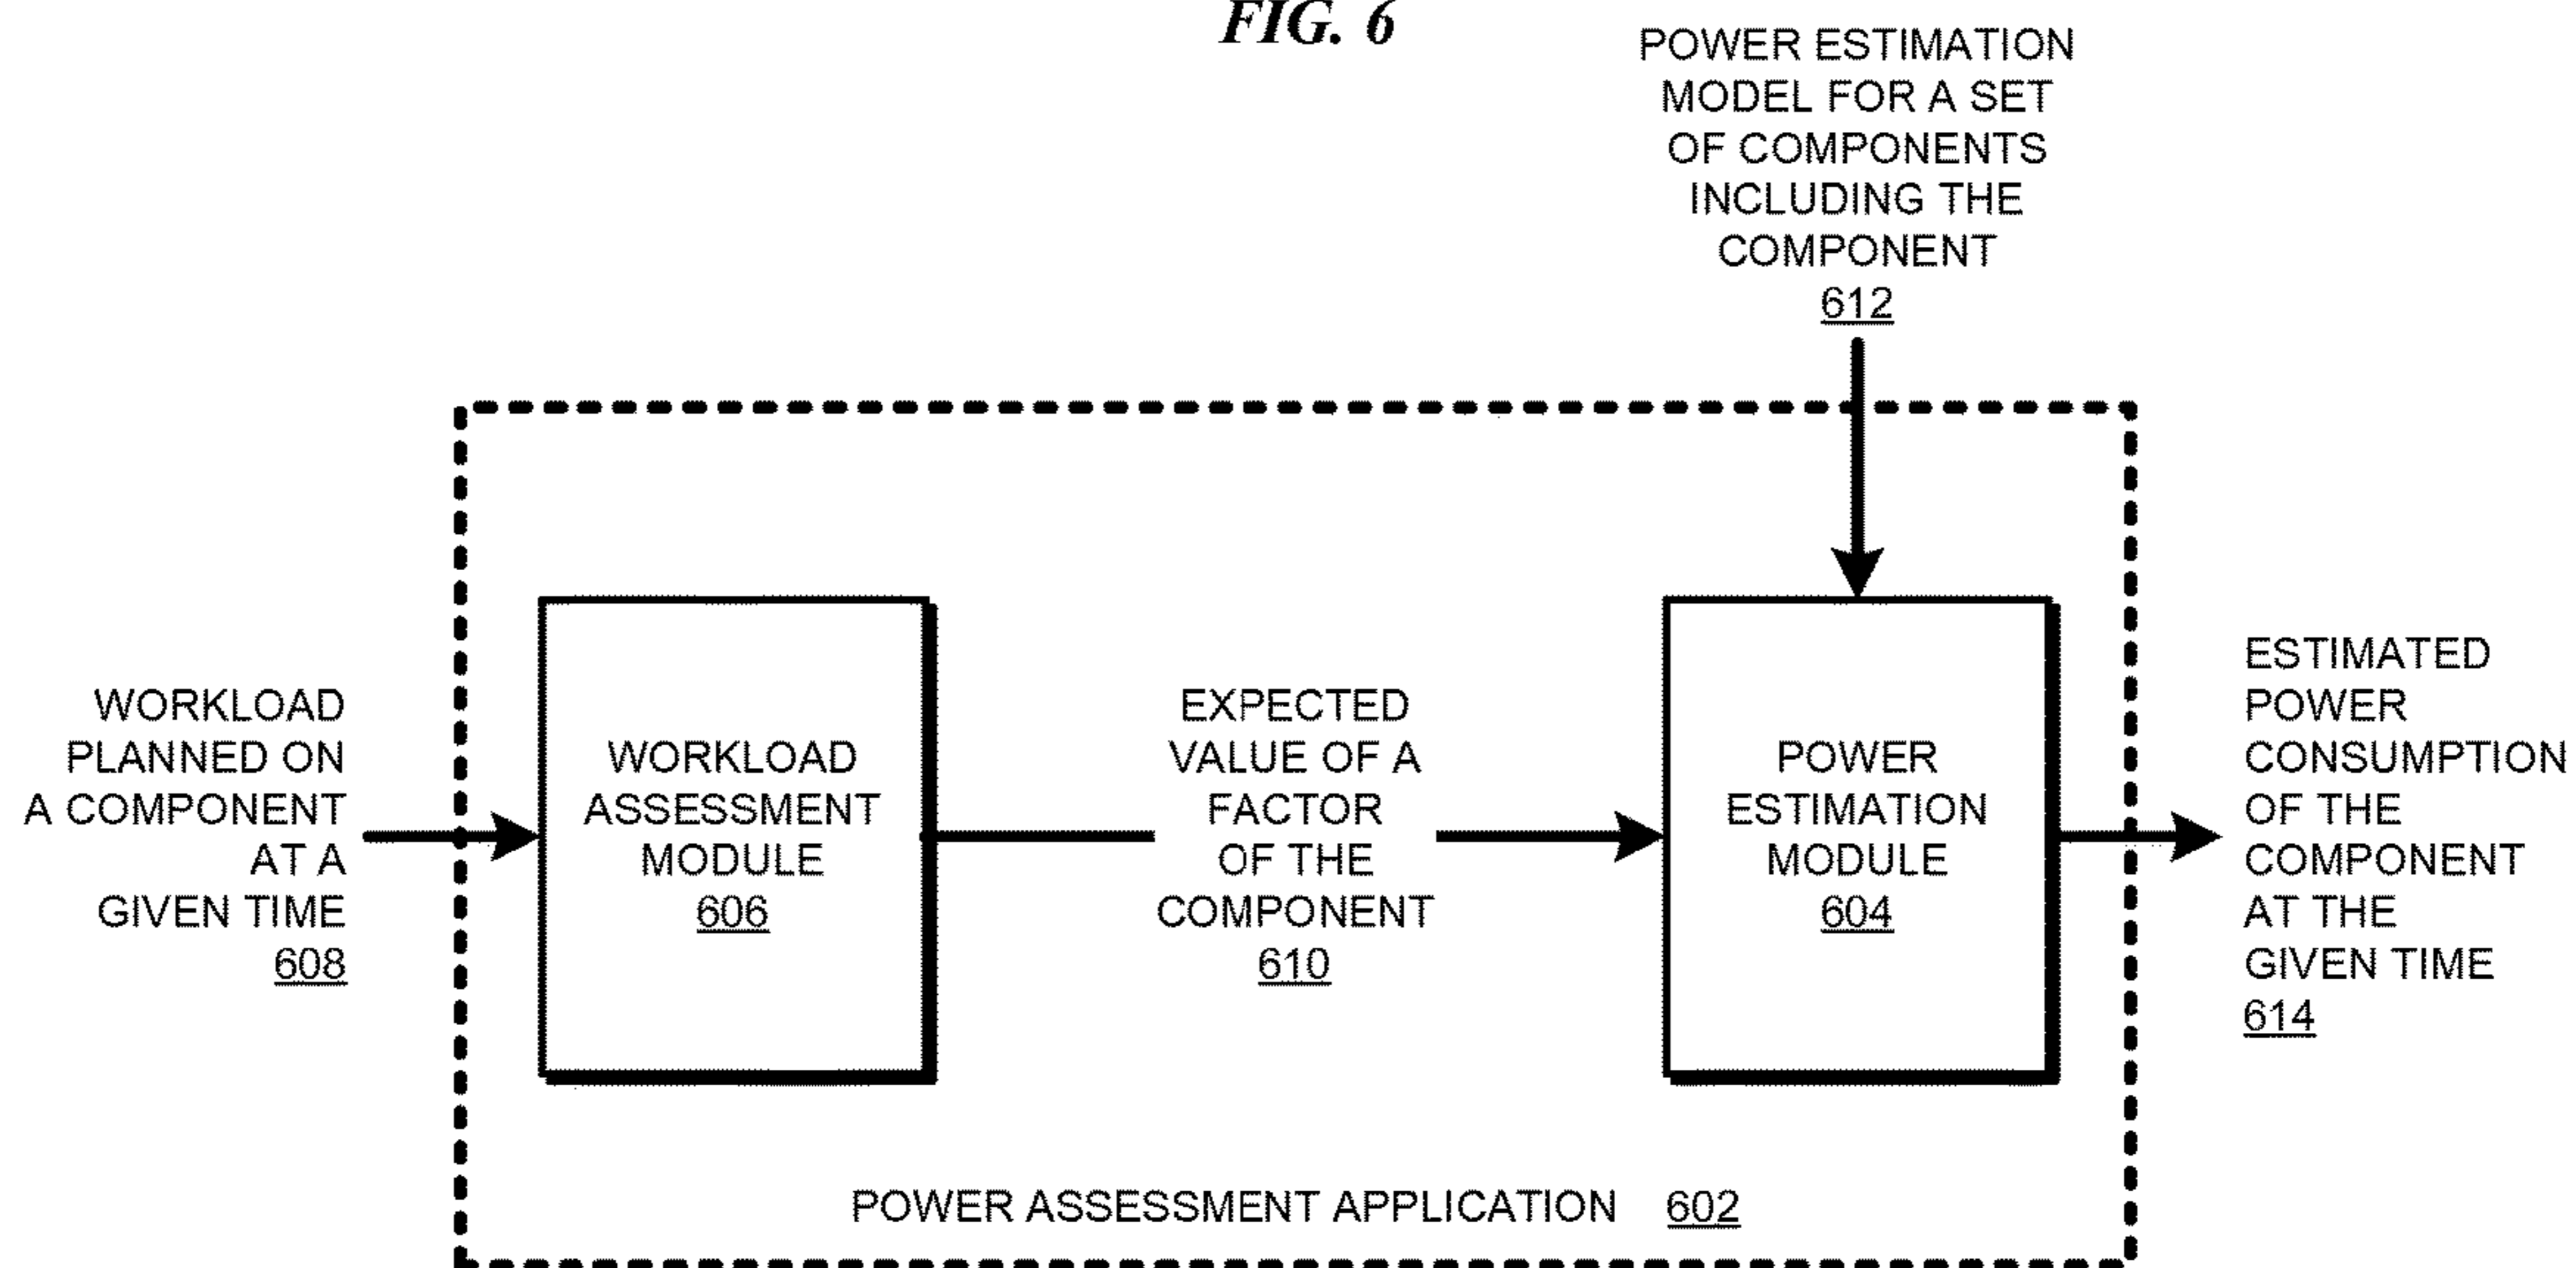 FIG. 6
POWER ESTIMATION
MODEL FOR A SET
OF COMPONENTS
INCLUDING THE
COMPONENT
612
WORKLOAD
PLANNED ON
A COMPONENT
AT A
GIVEN TIME
608
WORKLOAD
ASSESSMENT
MODULE
606
EXPECTED
VALUE OF A
FACTOR
OF THE
COMPONENT
610
POWER
ESTIMATION
MODULE
604
ESTIMATED
POWER
CONSUMPTION
OF THE
COMPONENT
AT THE
GIVEN TIME
614
POWER ASSESSMENT APPLICATION 602